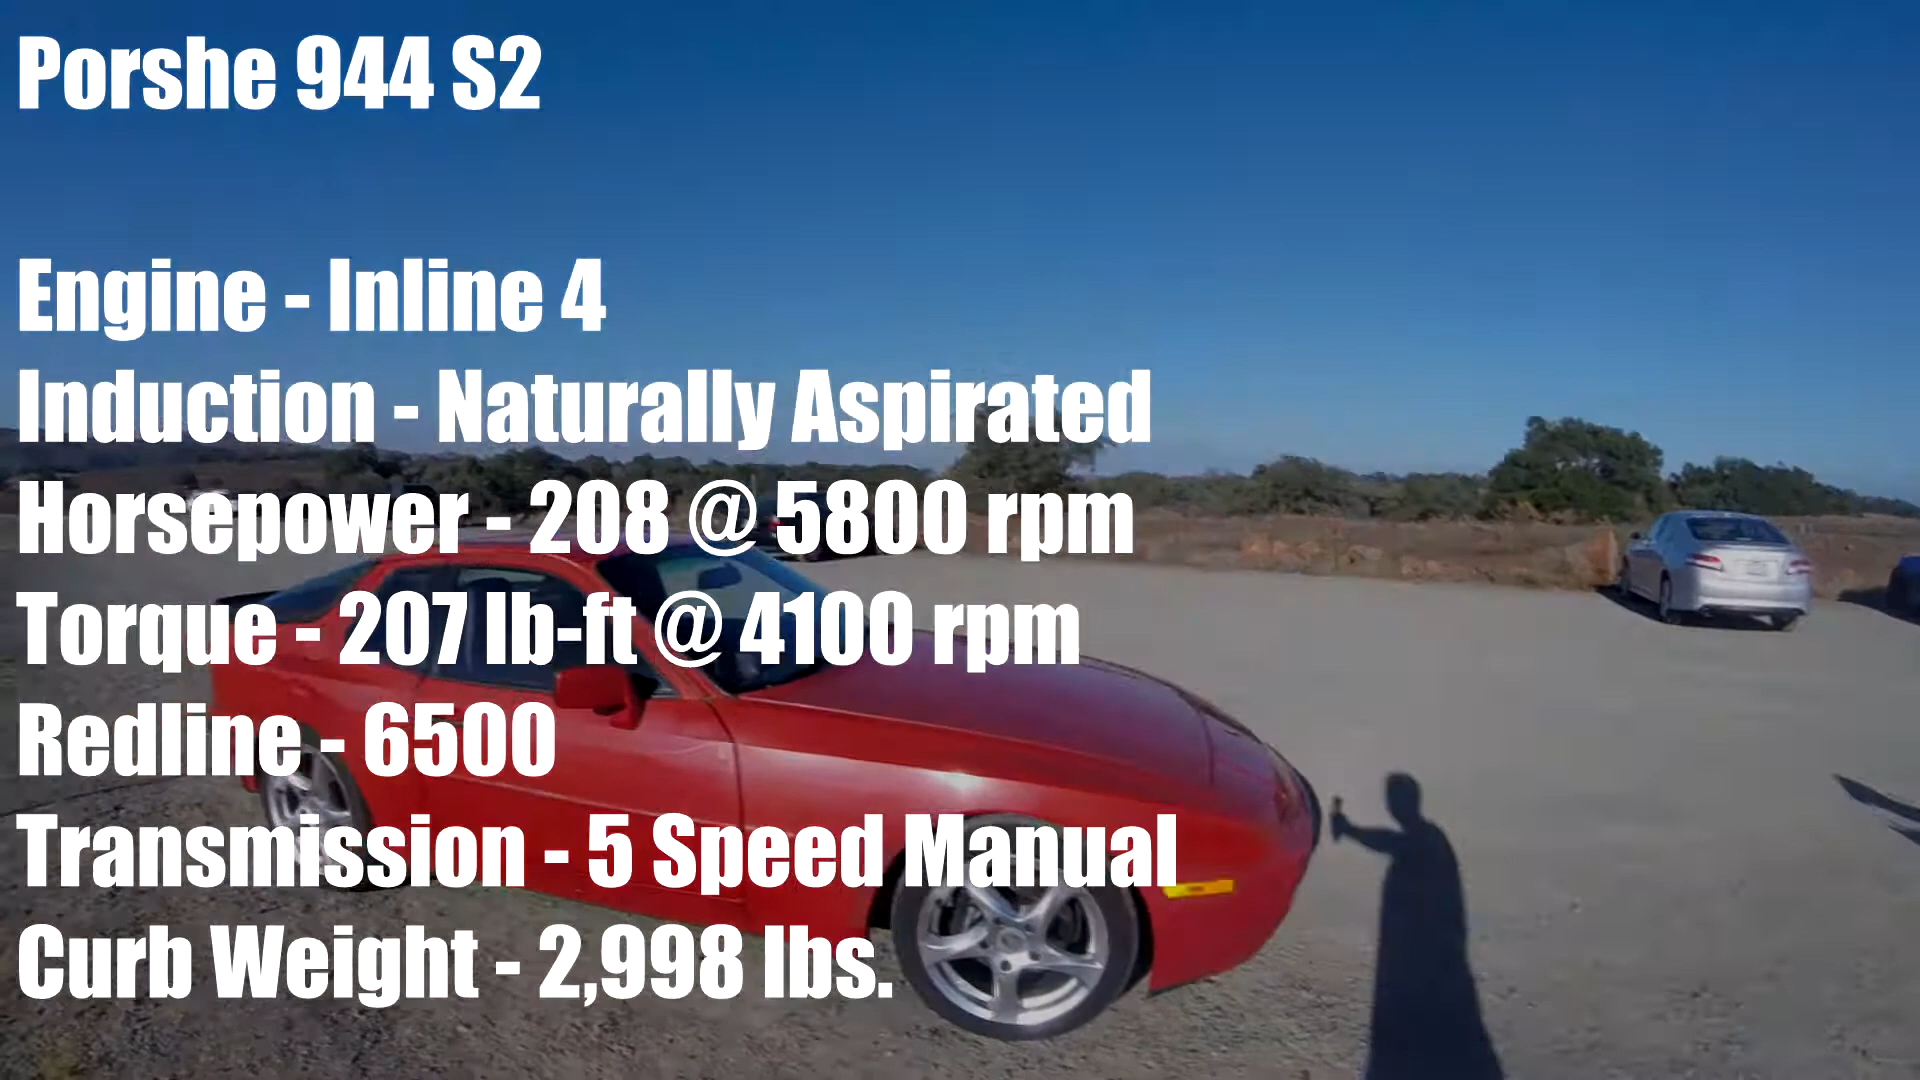 Porshe 944 S2
Engine - Inline 4
Induction - Naturally Aspirated
Horsepower - 208 @ 5800 rpm
Torque - 207 lb-ft @ 4100 rpm
Redline - 6500
Transmission - 5 Speed Manual
Curb Weight - 2,998 lbs.